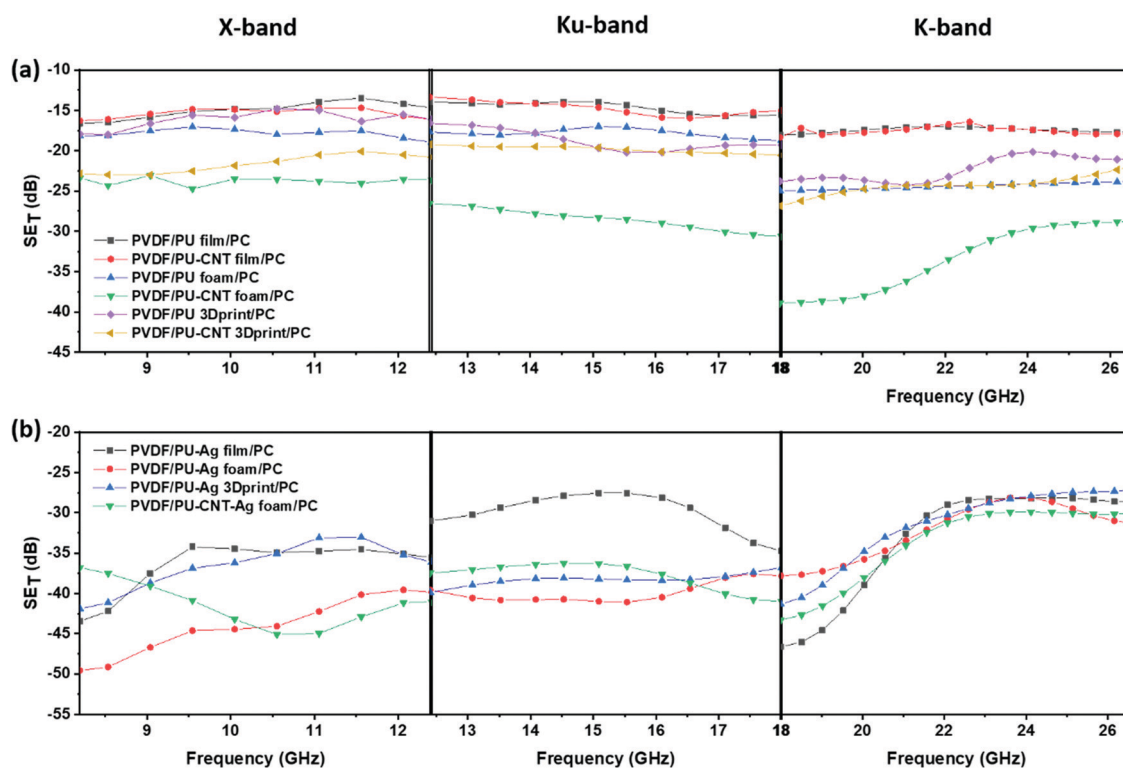 X-band Ku-band K-band
(a)
-10
-15
-20
-25
-30
-35
-40
-45
SET (dB)
PVDF/PU film/PC
PVDF/PU-CNT film/PC
PVDF/PU foam/PC
PVDF/PU-CNT foam/PC
PVDF/PU 3Dprint/PC
PVDF/PU-CNT 3Dprint/PC
9 10 11 12 13 14 15 16 17 18 20 22 24 26
Frequency (GHz)
(b)
-20
-25
-30
-35
-40
-45
-50
-55
SET (dB)
PVDF/PU-Ag film/PC
PVDF/PU-Ag foam/PC
PVDF/PU-Ag 3Dprint/PC
PVDF/PU-CNT-Ag foam/PC
9 10 11 12 13 14 15 16 17 18 20 22 24 26
Frequency (GHz) Frequency (GHz) Frequency (GHz)